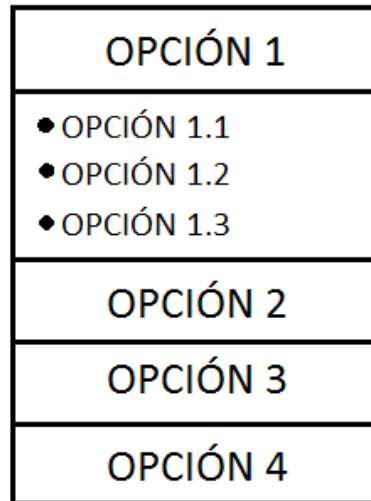 OPCIÓN 1
• OPCIÓN 1.1
• OPCIÓN 1.2
• OPCIÓN 1.3
OPCIÓN 2
OPCIÓN 3
OPCIÓN 4